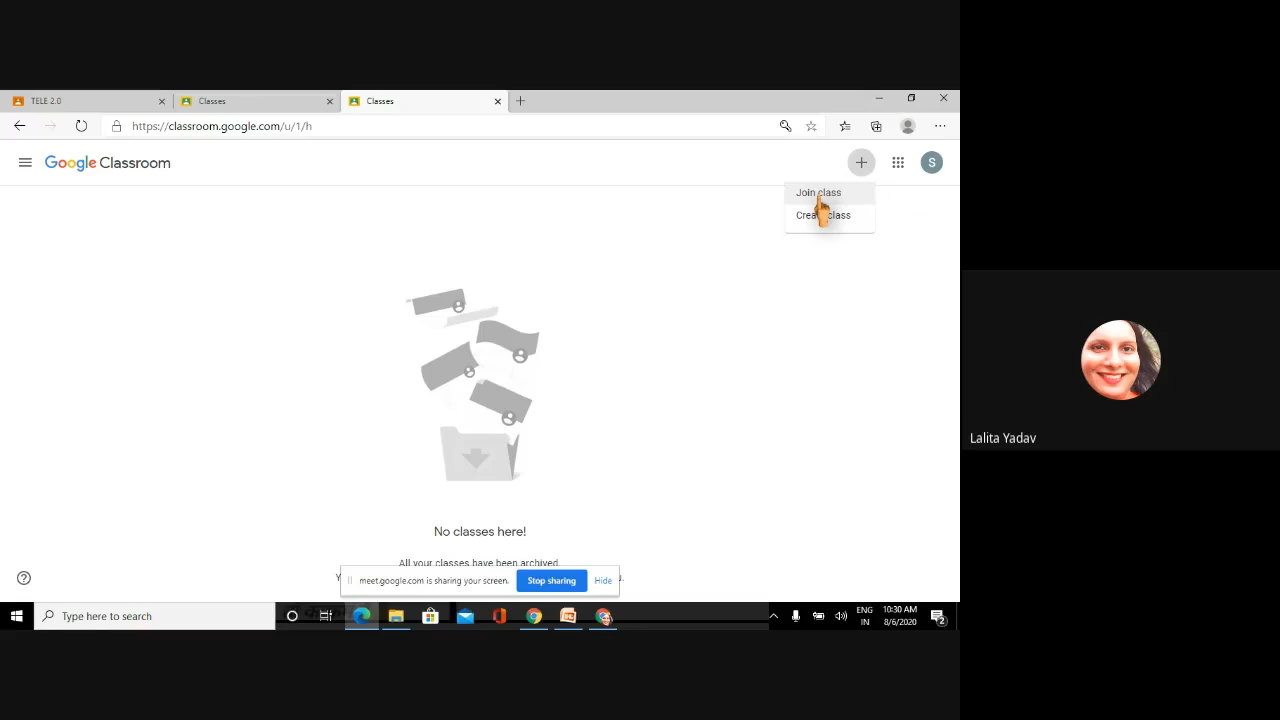 TELE 2.0
Classes
Classes
https://classroom.google.com/u/1/h
Google Classroom
S
Join class
Create class
No classes here!
All your classes have been archived
meet.google.com is sharing your screen.
Stop sharing
Hide
Lalita Yadav
Type here to search
ENG
IN
10:30 AM
8/6/2020
2